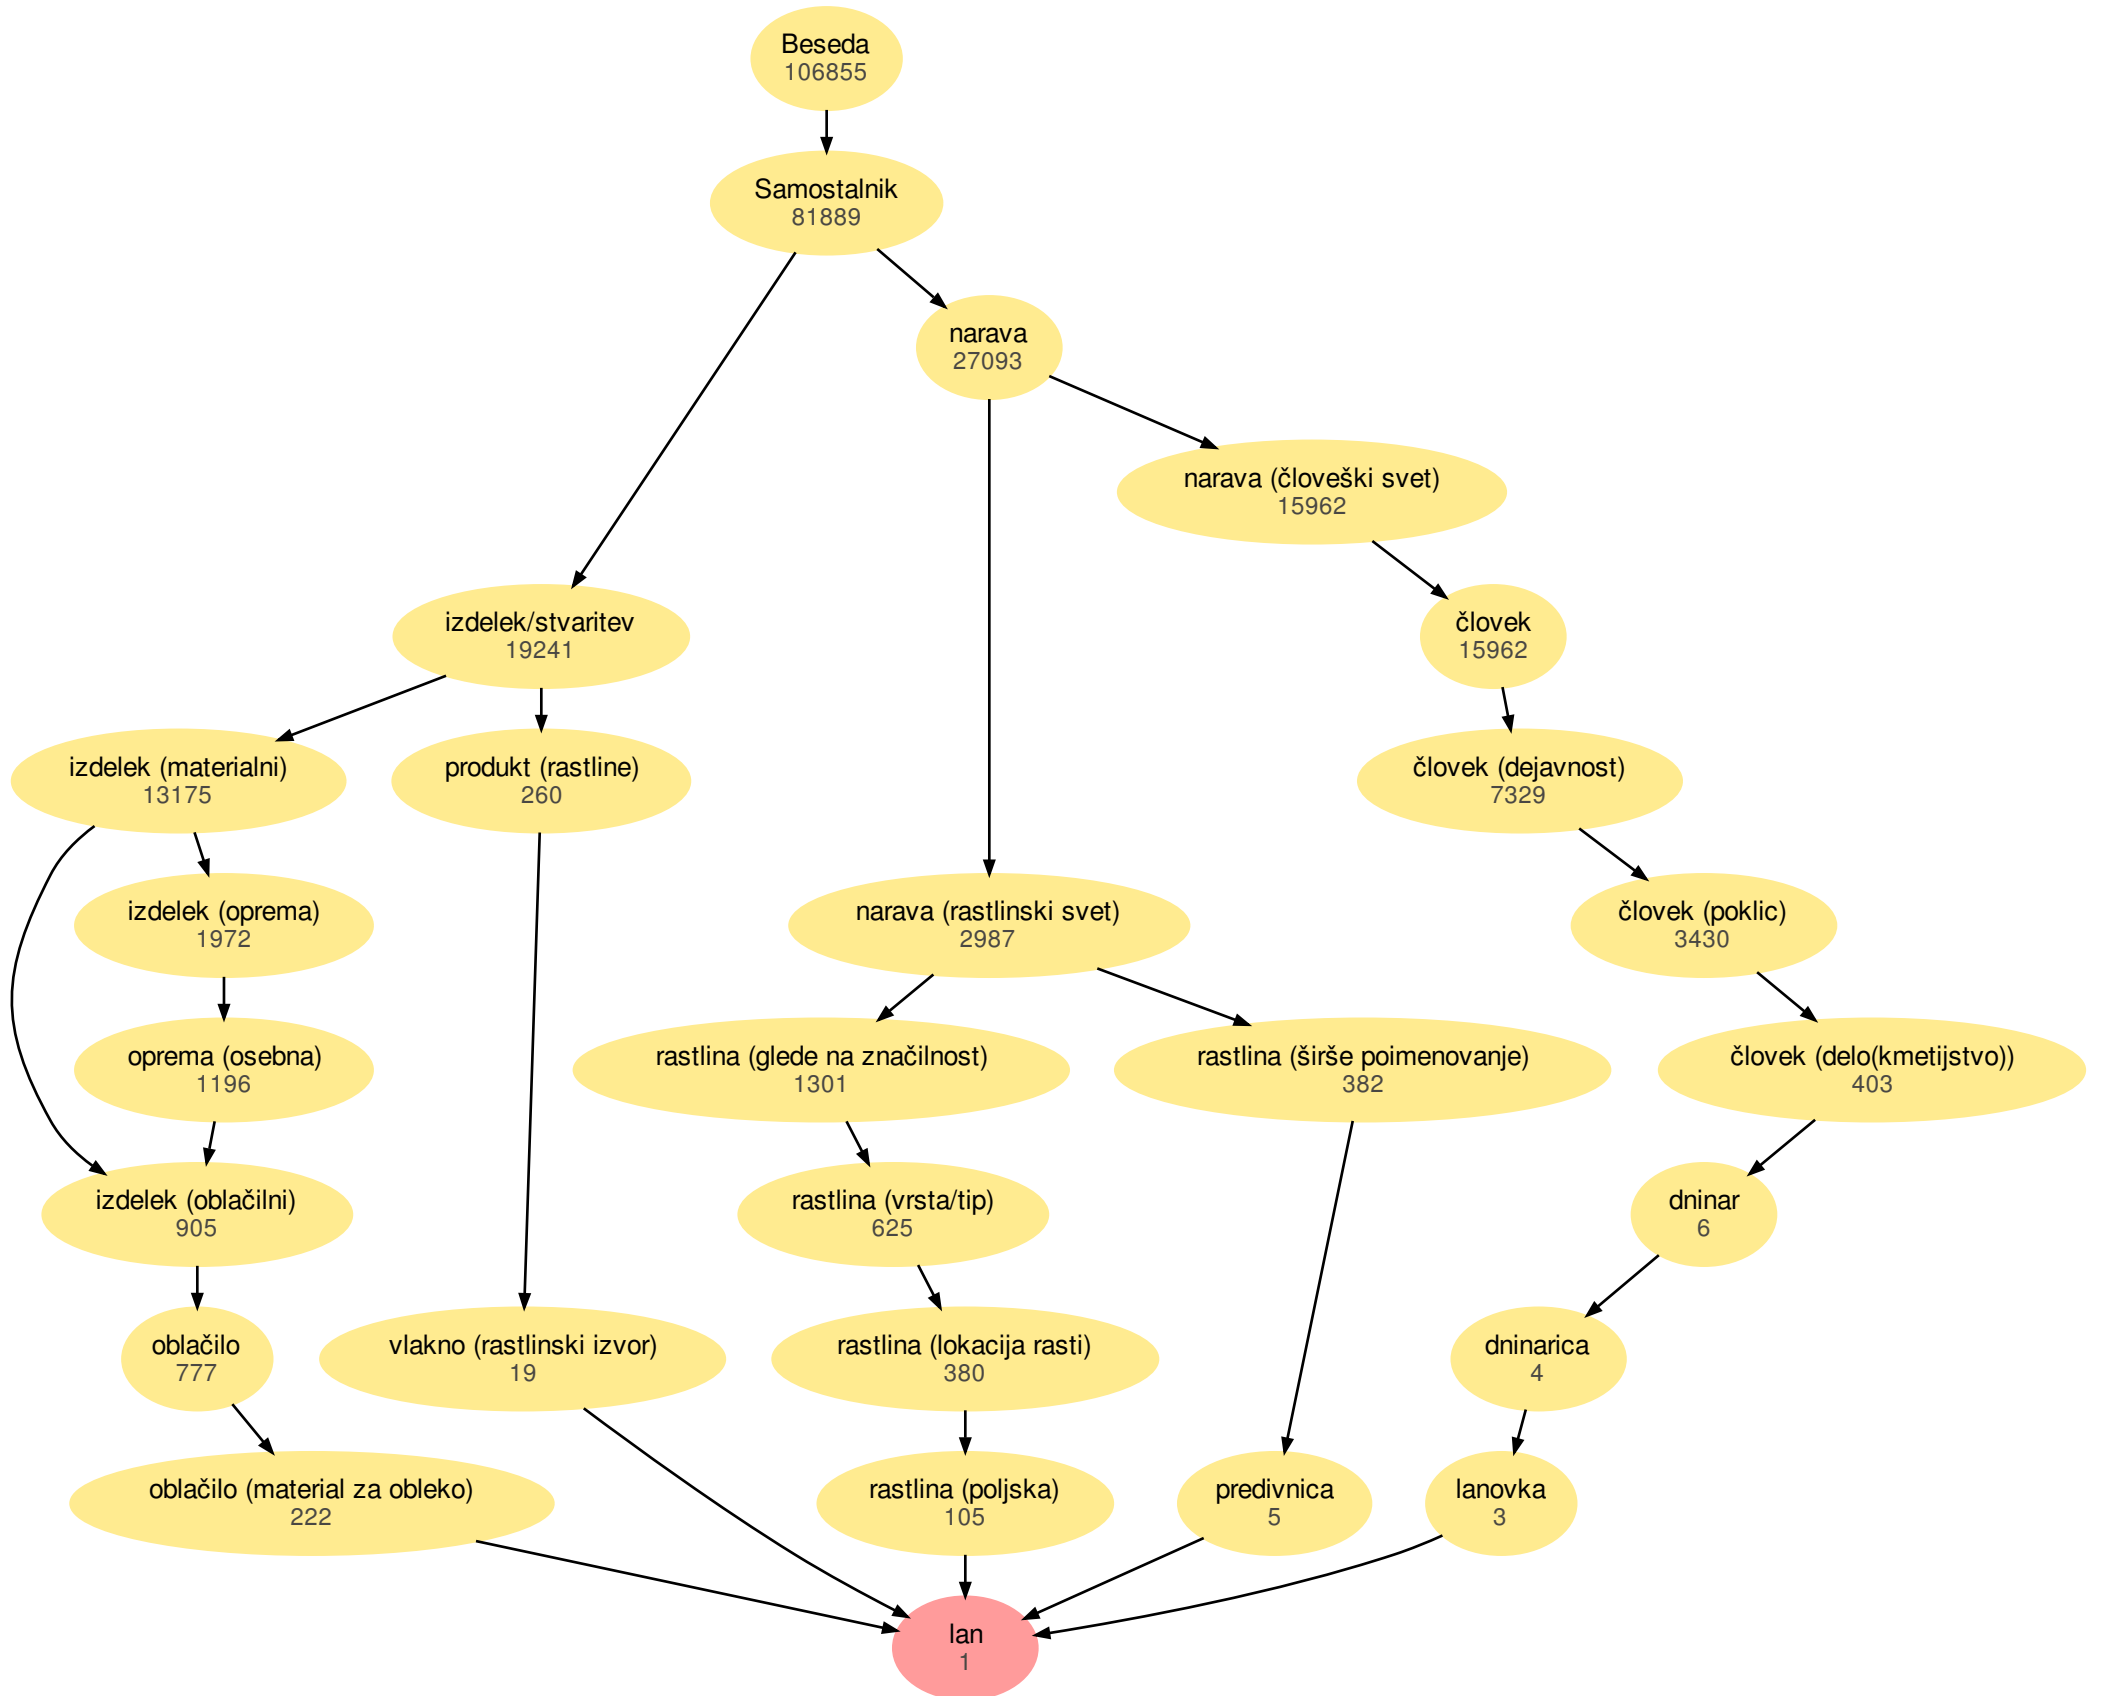 Beseda
106855
Samostalnik
81889
narava
27093
narava (človeški svet)
15962
izdelek/stvaritev
19241
človek
15962
izdelek (materialni)
13175
produkt (rastline)
260
človek (dejavnost)
7329
izdelek (oprema)
1972
narava (rastlinski svet)
2987
človek (poklic)
3430
oprema (osebna)
1196
rastlina (glede na značilnost)
1301
rastlina (širše poimenovanje)
382
človek (delo(kmetijstvo))
403
izdelek (oblačilni)
905
rastlina (vrsta/tip)
625
dninar
6
oblačilo
777
vlakno (rastlinski izvor)
19
rastlina (lokacija rasti)
380
dninarica
4
oblačilo (material za obleko)
222
rastlina (poljska)
105
predivnica
5
lanovka
3
lan
1